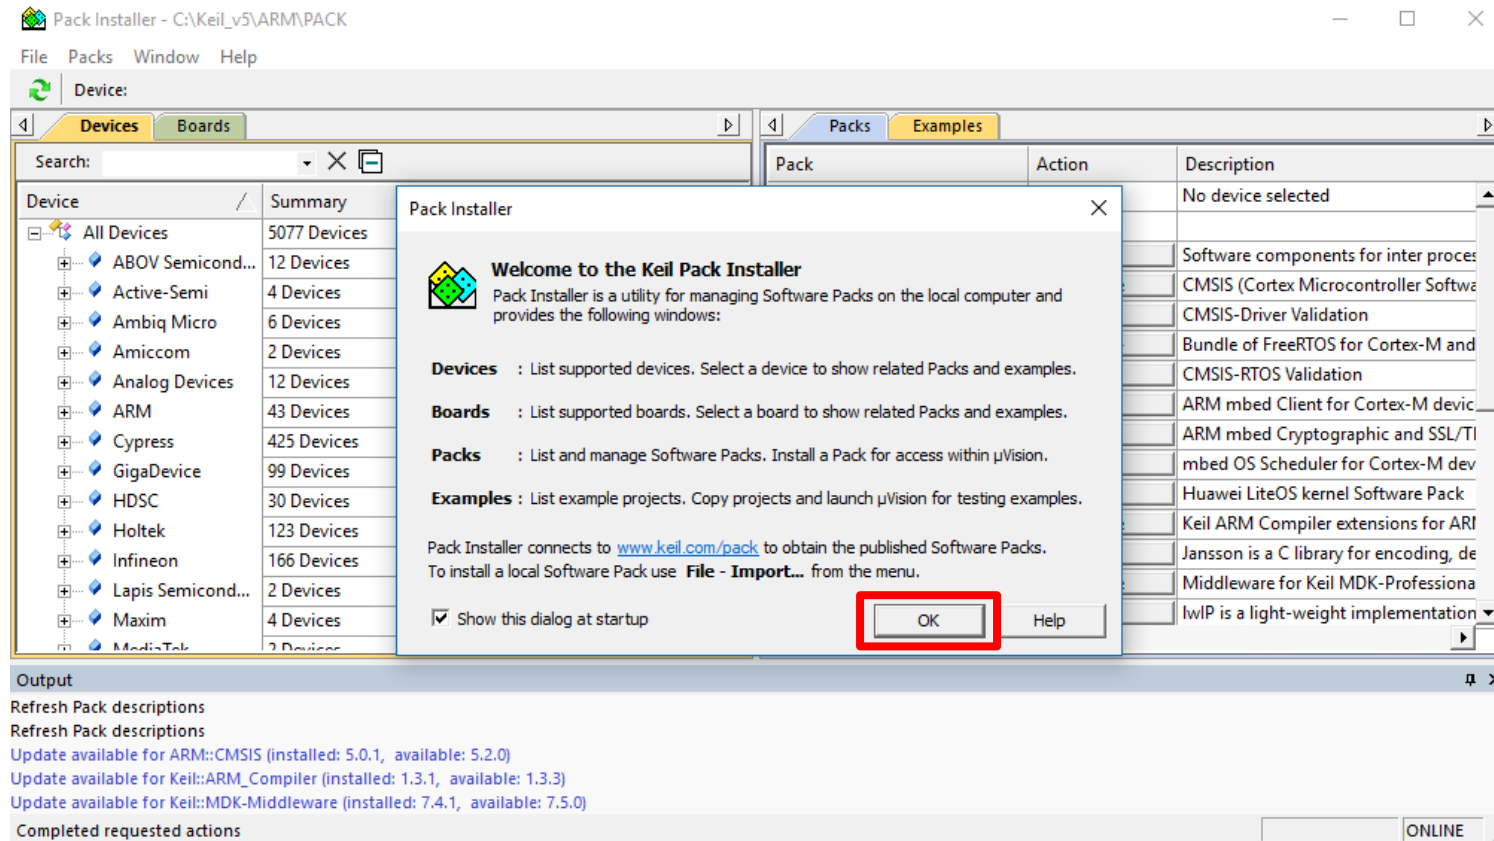 Pack Installer - C:\Keil_v5\ARM\PACK
File Packs Window Help
Device:
Devices Boards
Packs Examples
Search:
Pack Action Description
Device Summary
No device selected
All Devices 5077 Devices
ABOV Semicond... 12 Devices
Active-Semi 4 Devices
Ambiq Micro 6 Devices
Amiccom 2 Devices
Analog Devices 12 Devices
ARM 43 Devices
Cypress 425 Devices
GigaDevice 99 Devices
HDSC 30 Devices
Holtek 123 Devices
Infineon 166 Devices
Lapis Semicond... 2 Devices
Maxim 4 Devices
MediaTek 2 Devices
Pack Installer
Welcome to the Keil Pack Installer
Pack Installer is a utility for managing Software Packs on the local computer and
provides the following windows:
Devices : List supported devices. Select a device to show related Packs and examples.
Boards : List supported boards. Select a board to show related Packs and examples.
Packs : List and manage Software Packs. Install a Pack for access within µVision.
Examples : List example projects. Copy projects and launch µVision for testing examples.
Pack Installer connects to www.keil.com/pack to obtain the published Software Packs.
To install a local Software Pack use File - Import... from the menu.
Show this dialog at startup
OK
Help
Software components for inter proces
CMSIS (Cortex Microcontroller Softwa
CMSIS-Driver Validation
Bundle of FreeRTOS for Cortex-M and
CMSIS-RTOS Validation
ARM mbed Client for Cortex-M devic
ARM mbed Cryptographic and SSL/Tl
mbed OS Scheduler for Cortex-M dev
Huawei LiteOS kernel Software Pack
Keil ARM Compiler extensions for ARI
Jansson is a C library for encoding, de
Middleware for Keil MDK-Professiona
lwIP is a light-weight implementation
Output
Refresh Pack descriptions
Refresh Pack descriptions
Update available for ARM::CMSIS (installed: 5.0.1, available: 5.2.0)
Update available for Keil::ARM_Compiler (installed: 1.3.1, available: 1.3.3)
Update available for Keil::MDK-Middleware (installed: 7.4.1, available: 7.5.0)
Completed requested actions
ONLINE